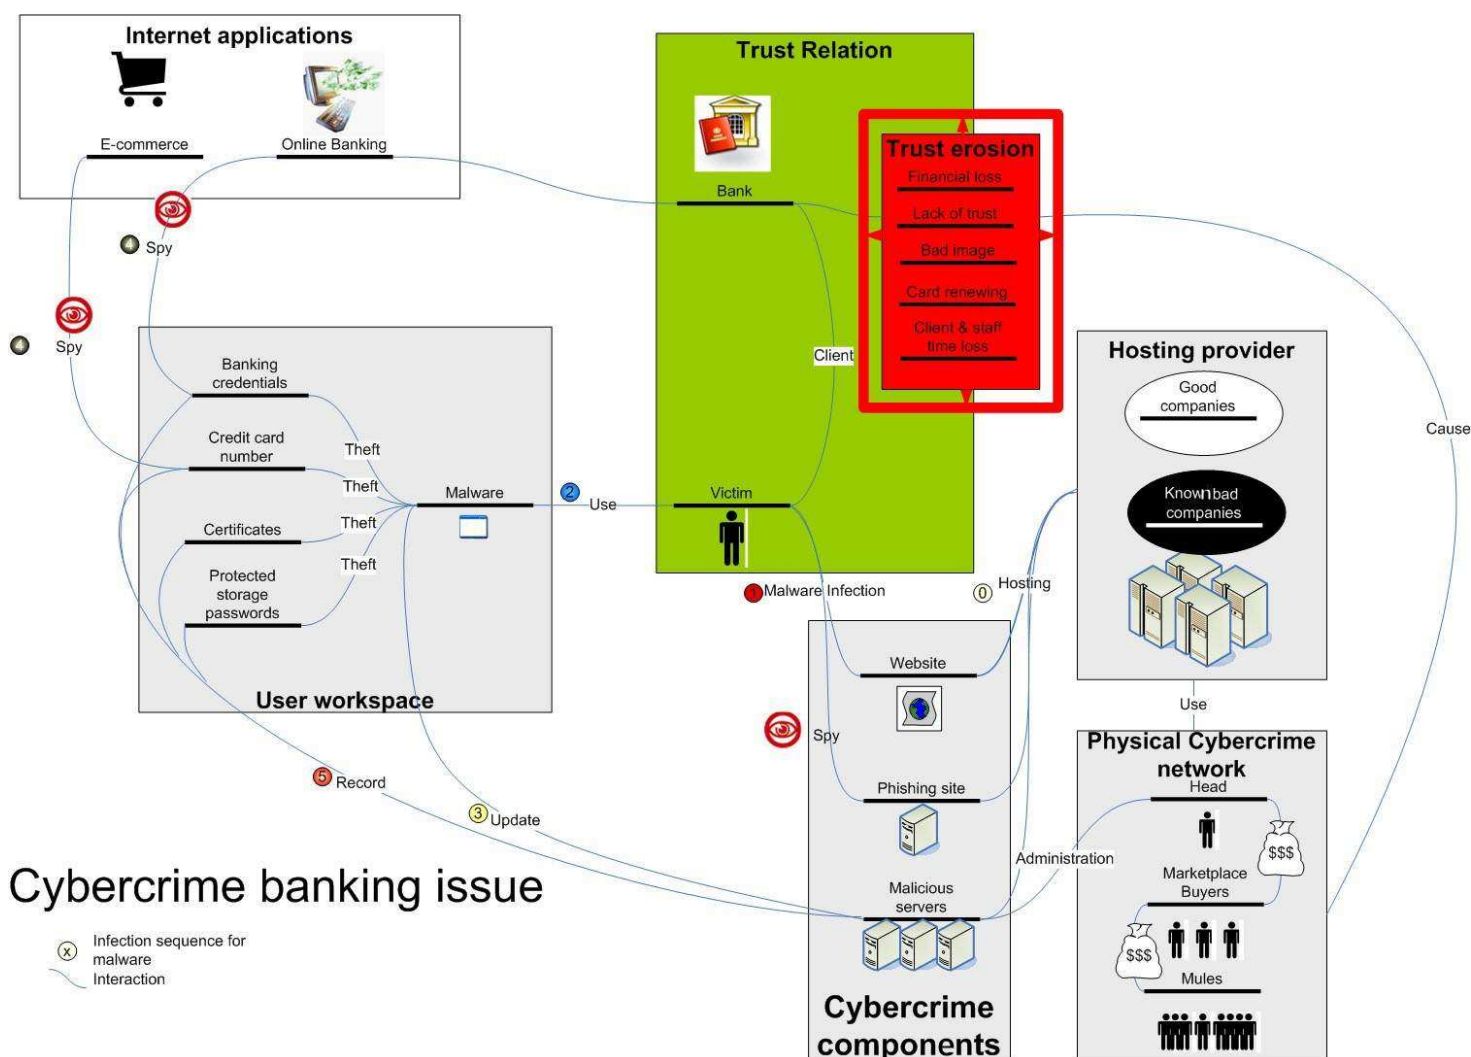 Internet applications
E-commerce
Online Banking
4
Spy
4
Spy
Trust Relation
Bank
Trust erosion
Financial loss
Lack of trust
Bad image
Card renewing
Client & staff
time loss
Client
Victim
Cause
Hosting provider
Good
companies
Known bad
companies
Banking
credentials
Credit card
number
Certificates
Protected
storage
passwords
Theft
Theft
Theft
Theft
Malware
User workspace
2
Use
1
Malware Infection
0
Hosting
Website
Spy
Phishing site
Malicious
servers
Cybercrime
components
5
Record
3
Update
Administration
Use
Physical Cybercrime
network
Head
$$$
Marketplace
Buyers
$$$
Mules
Cybercrime banking issue
x
Infection sequence for
malware
Interaction